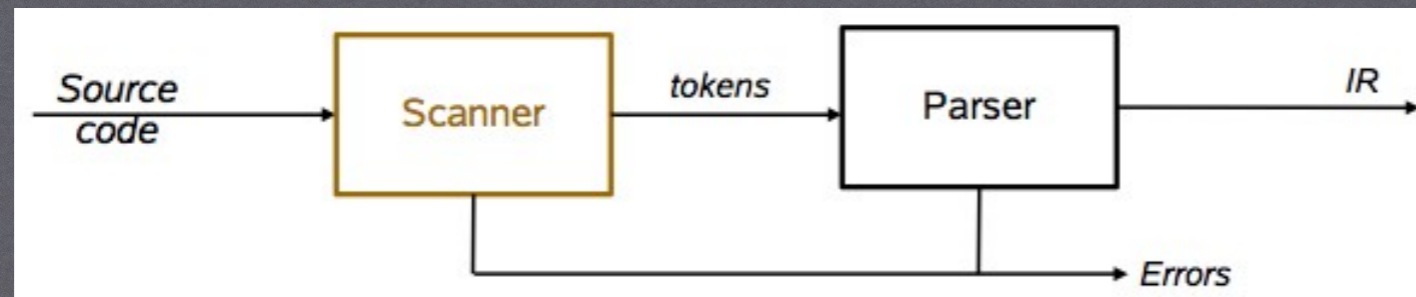 Source
code
Scanner
tokens
Parser
IR
Errors